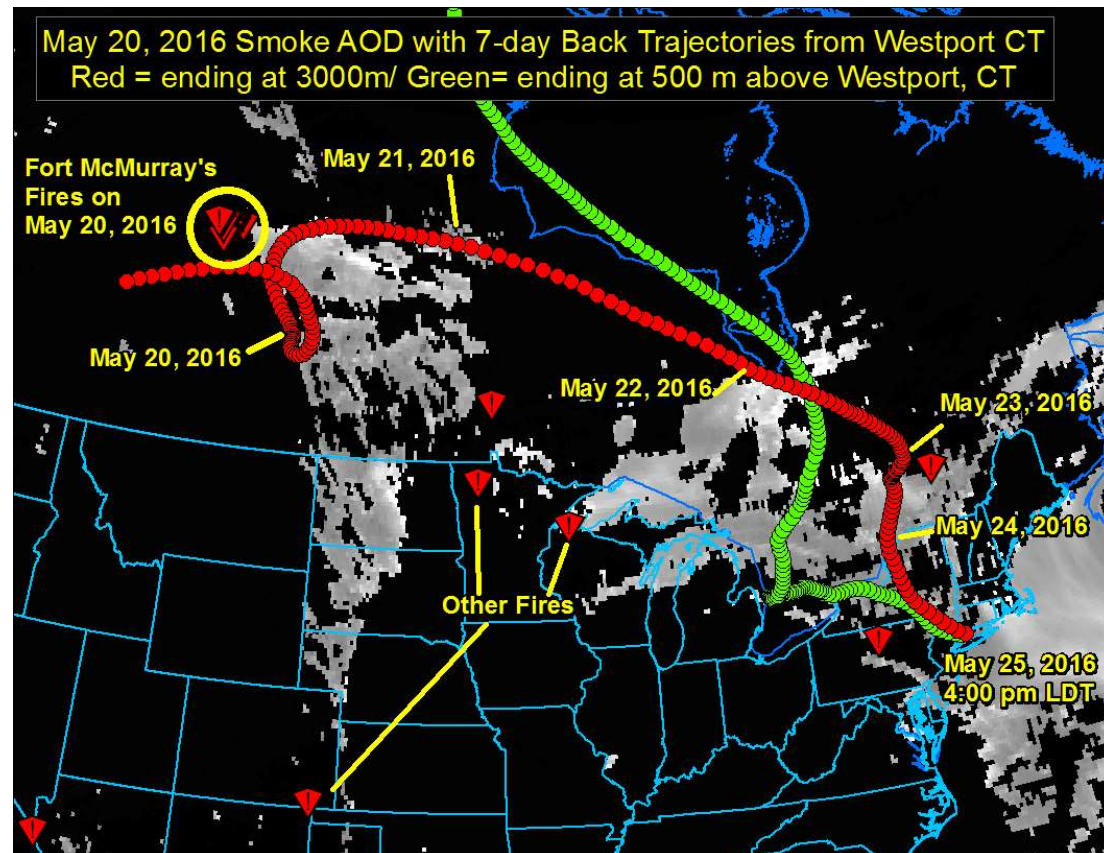 May 20, 2016 Smoke AOD with 7-day Back Trajectories from Westport CT
Red = ending at 3000m/ Green= ending at 500 m above Westport, CT
Fort McMurray's
Fires on
May 20, 2016
May 21, 2016
May 20, 2016
May 22, 2016
May 23, 2016
May 24, 2016
Other Fires
May 25, 2016
4:00 pm LDT